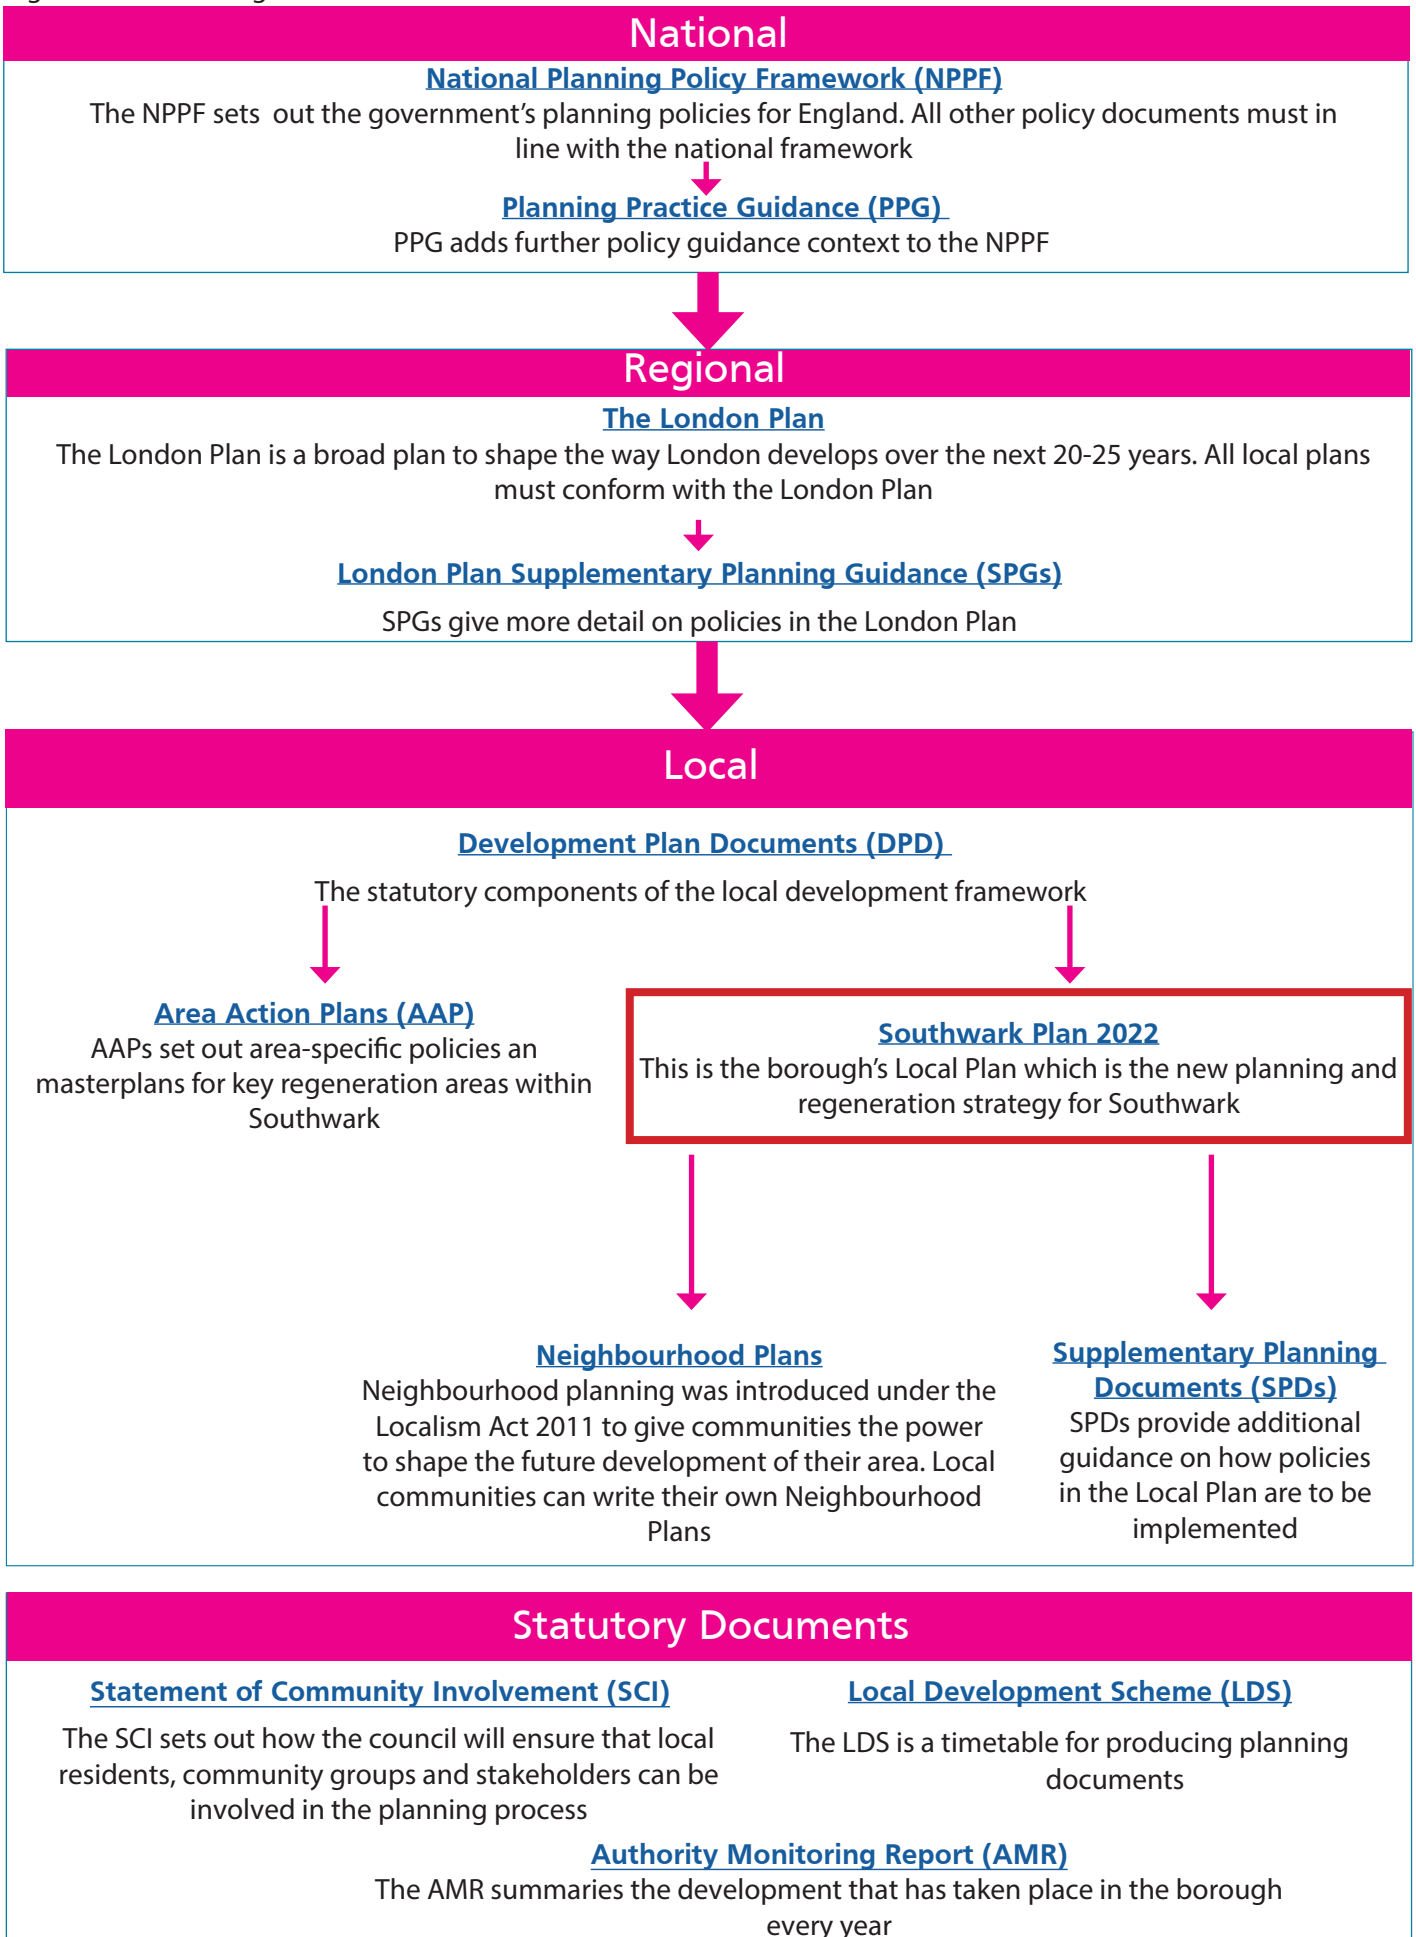 National
National Planning Policy Framework (NPPF)
The NPPF sets out the government's planning policies for England. All other policy documents must in
line with the national framework
Planning Practice Guidance (PPG)
PPG adds further policy guidance context to the NPPF
Regional
The London Plan
The London Plan is a broad plan to shape the way London develops over the next 20-25 years. All local plans
must conform with the London Plan
London Plan Supplementary Planning Guidance (SPGs)
SPGs give more detail on policies in the London Plan
Local
Development Plan Documents (DPD)
The statutory components of the local development framework
Area Action Plans (AAP)
AAPs set out area-specific policies an
masterplans for key regeneration areas within
Southwark
Southwark Plan 2022
This is the borough's Local Plan which is the new planning and
regeneration strategy for Southwark
Neighbourhood Plans
Neighbourhood planning was introduced under the
Localism Act 2011 to give communities the power
to shape the future development of their area. Local
communities can write their own Neighbourhood
Plans
Supplementary Planning
Documents (SPDs)
SPDs provide additional
guidance on how policies
in the Local Plan are to be
implemented
Statutory Documents
Statement of Community Involvement (SCI)
The SCI sets out how the council will ensure that local
residents, community groups and stakeholders can be
involved in the planning process
Local Development Scheme (LDS)
The LDS is a timetable for producing planning
documents
Authority Monitoring Report (AMR)
The AMR summaries the development that has taken place in the borough
every year